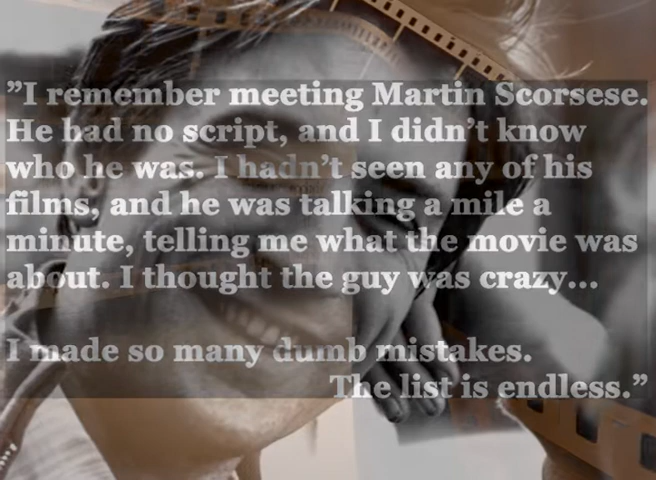 ”I remember meeting Martin Scorsese.
He had no script, and I didn’t know
who he was. I hadn’t seen any of his
films, and he was talking a mile a
minute, telling me what the movie was
about. I thought the guy was crazy...
I made so many dumb mistakes.
The list is endless.”